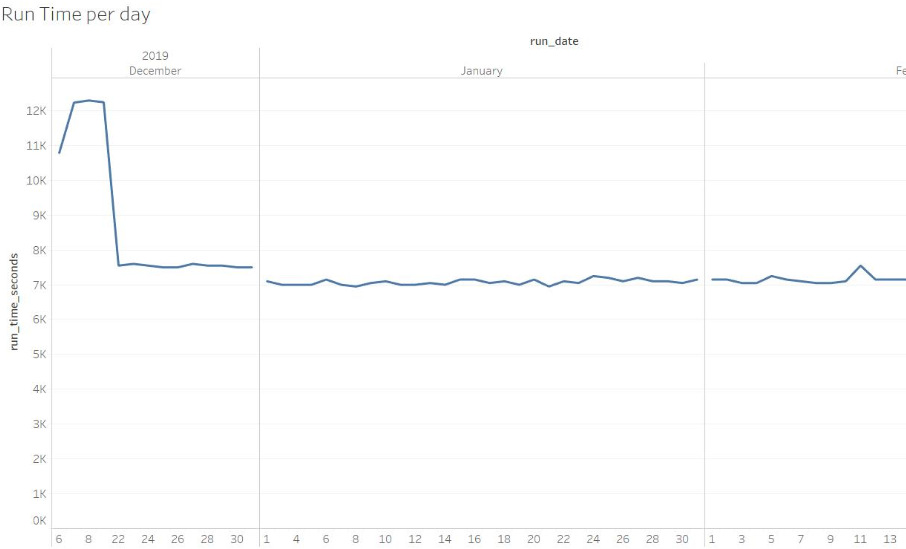 Run Time per day
run_date
2019
December
January
Fe
12K
11K
10K
9K
8K
7K
6K
5K
4K
3K
2K
1K
0K
run_time_seconds
6 8 22 24 26 28 30 1 4 6 8 10 12 14 16 18 20 22 24 26 28 30 1 3 5 7 9 11 13